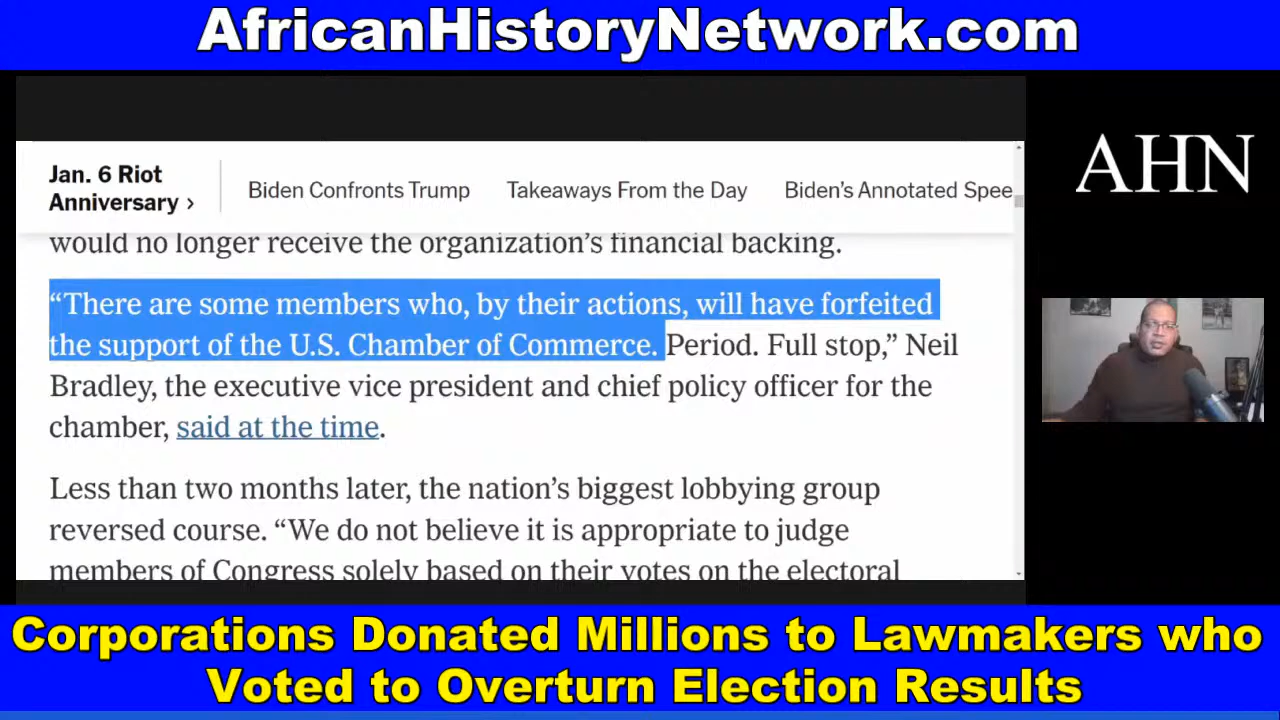 AfricanHistoryNetwork.com
AHN
Jan. 6 Riot
Anniversary ›
Biden Confronts Trump
Takeaways From the Day
Biden’s Annotated Spee
would no longer receive the organization’s financial backing.
“There are some members who, by their actions, will have forfeited
the support of the U.S. Chamber of Commerce. Period. Full stop,” Neil
Bradley, the executive vice president and chief policy officer for the
chamber, said at the time.
Less than two months later, the nation’s biggest lobbying group
reversed course. “We do not believe it is appropriate to judge
members of Congress solely based on their votes on the electoral
Corporations Donated Millions to Lawmakers who
Voted to Overturn Election Results